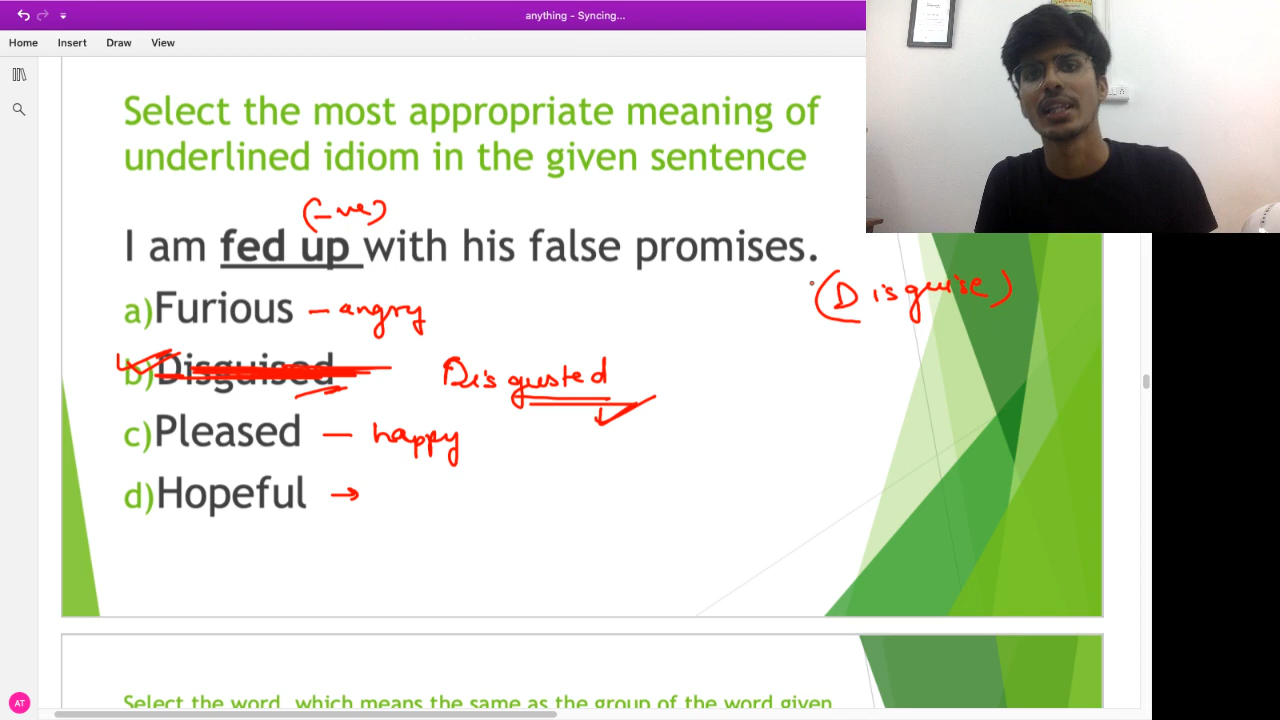 anything - Syncing...
Home Insert Draw View
Select the most appropriate meaning of
underlined idiom in the given sentence
(-ve)
I am fed up with his false promises.
(Disguise)
a)Furious - angry
b)Disguised Disgusted
c)Pleased - happy
d)Hopeful →
AT
Select the word, which means the same as the group of the word given